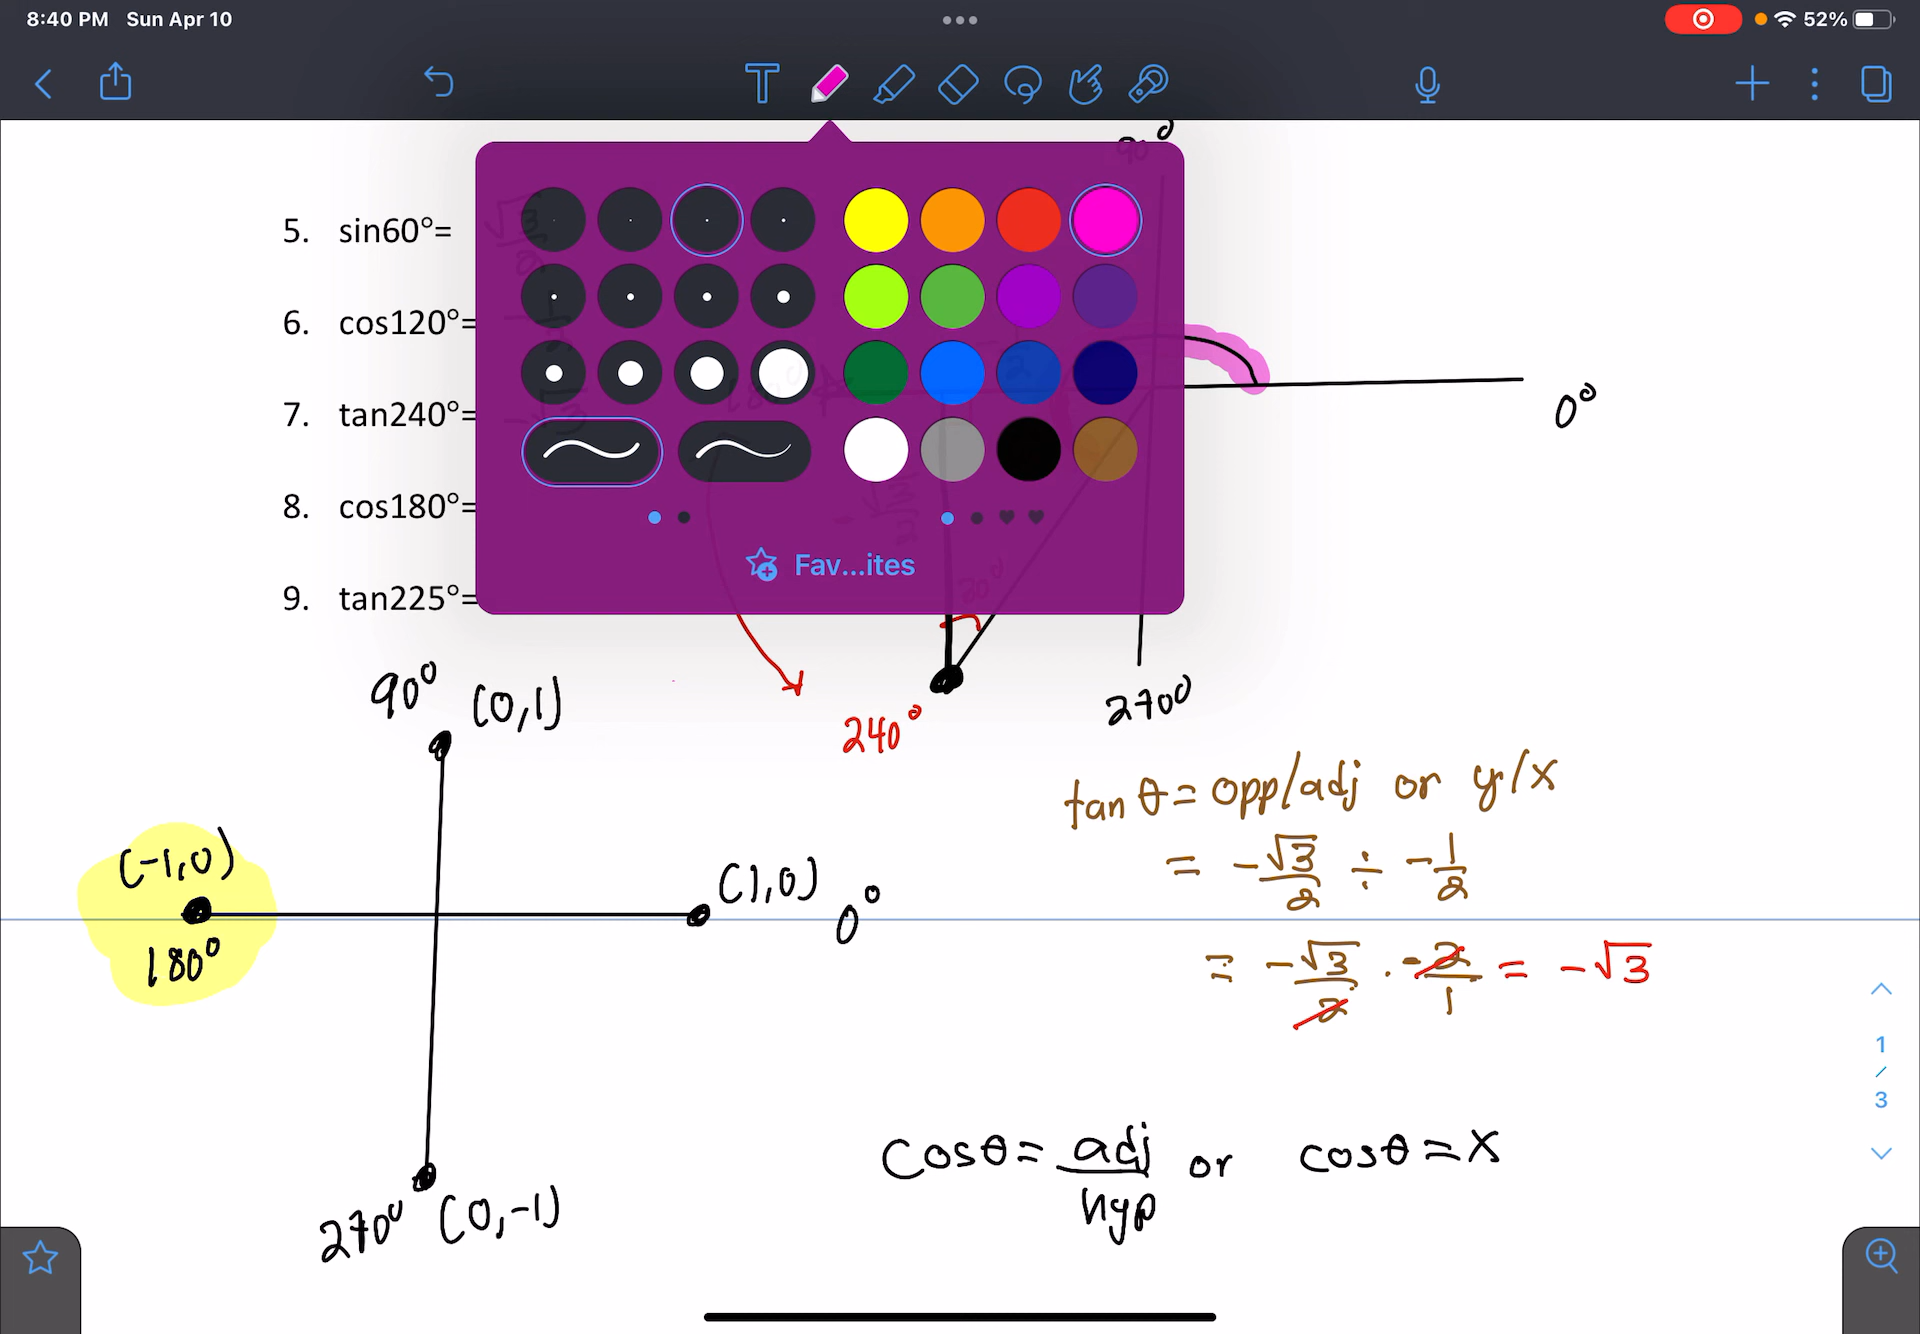 8:40 PM Sun Apr 10
52%
90°
5. sin60°=
6. cos120°=
7. tan240°=
8. cos180°=
9. tan225°=
0°
Fav...ites
30°
240°
270°
90° (0,1)
(-1,0)
180°
(1,0) 0°
270° (0,-1)
tan θ = opp/adj or y/x
= -√3/2 ÷ -1/2
= -√3/2 · -2/1 = -√3
1
/
3
Cosθ = adj/hyp or cosθ = x